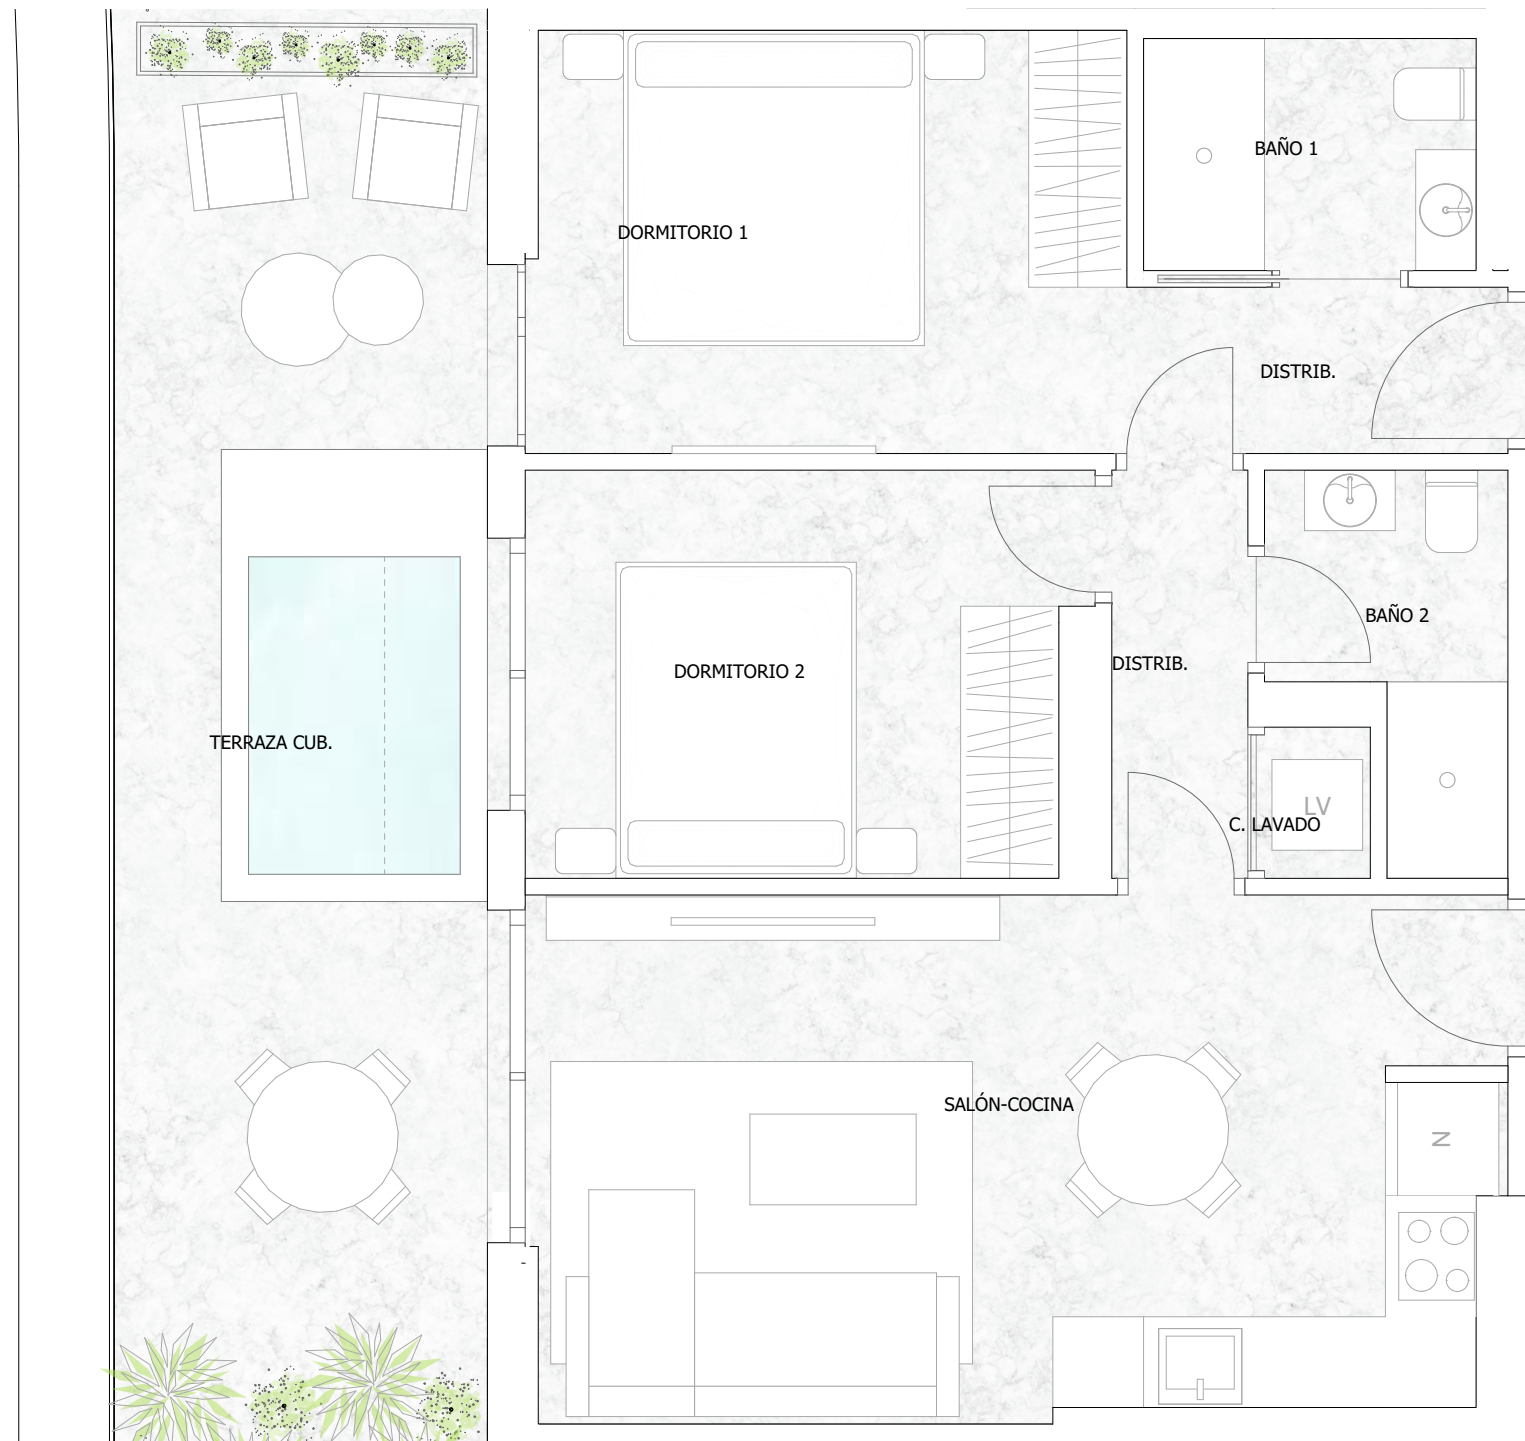 BAÑO 1
DORMITORIO 1
DISTRIB.
BAÑO 2
DISTRIB.
DORMITORIO 2
TERRAZA CUB.
LV
C. LAVADO
SALÓN-COCINA
N